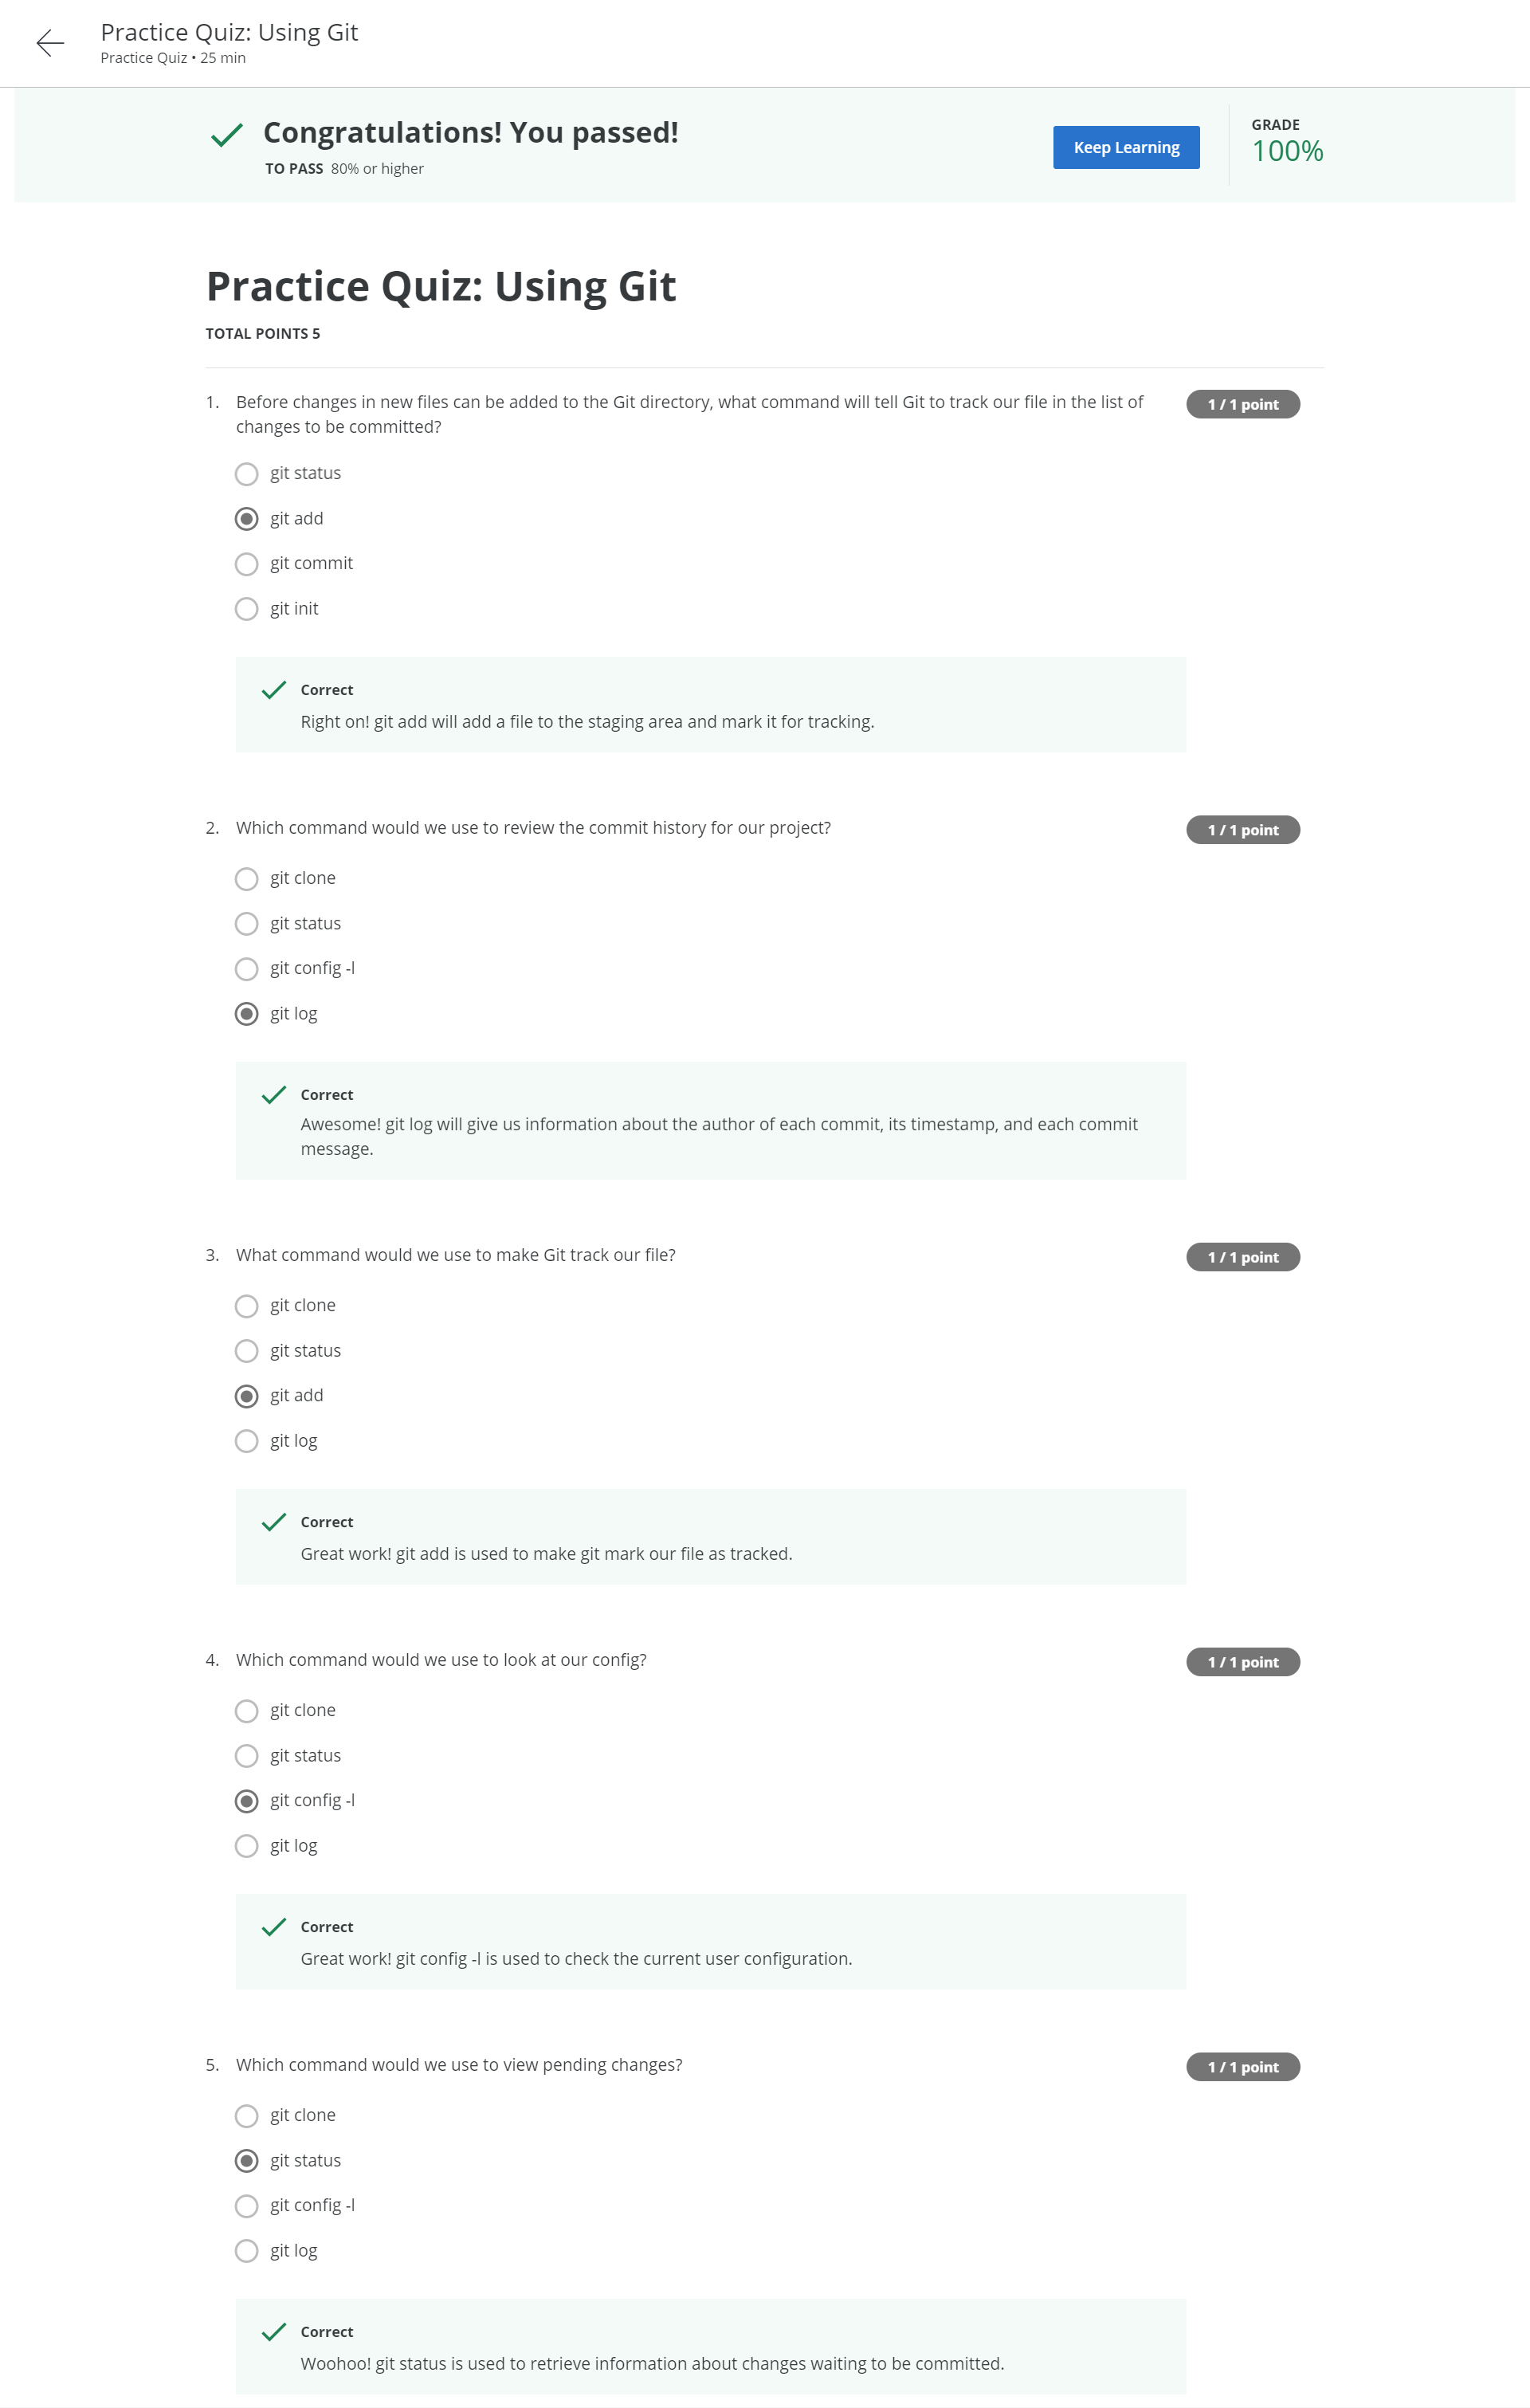 Practice Quiz: Using Git
Practice Quiz • 25 min
Congratulations! You passed!
TO PASS 80% or higher
Keep Learning
GRADE
100%
Practice Quiz: Using Git
TOTAL POINTS 5
1. Before changes in new files can be added to the Git directory, what command will tell Git to track our file in the list of
changes to be committed?
1 / 1 point
git status
git add
git commit
git init
Correct
Right on! git add will add a file to the staging area and mark it for tracking.
2. Which command would we use to review the commit history for our project?
1 / 1 point
git clone
git status
git config -l
git log
Correct
Awesome! git log will give us information about the author of each commit, its timestamp, and each commit
message.
3. What command would we use to make Git track our file?
1 / 1 point
git clone
git status
git add
git log
Correct
Great work! git add is used to make git mark our file as tracked.
4. Which command would we use to look at our config?
1 / 1 point
git clone
git status
git config -l
git log
Correct
Great work! git config -l is used to check the current user configuration.
5. Which command would we use to view pending changes?
1 / 1 point
git clone
git status
git config -l
git log
Correct
Woohoo! git status is used to retrieve information about changes waiting to be committed.